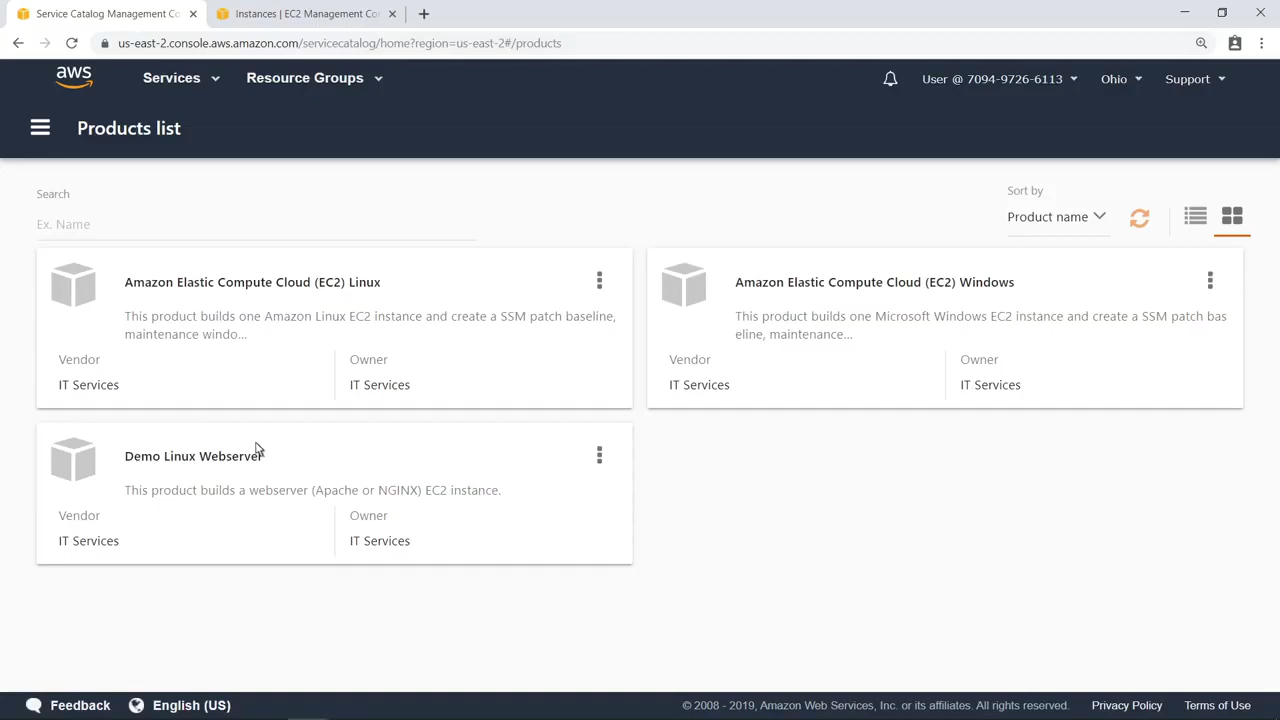 Service Catalog Management Co
Instances | EC2 Management Con
us-east-2.console.aws.amazon.com/servicecatalog/home?region=us-east-2#/products
aws
Services
Resource Groups
User @ 7094-9726-6113
Ohio
Support
Products list
Search
Ex. Name
Sort by
Product name
Amazon Elastic Compute Cloud (EC2) Linux
This product builds one Amazon Linux EC2 instance and create a SSM patch baseline,
maintenance windo...
Vendor
Owner
IT Services
IT Services
Amazon Elastic Compute Cloud (EC2) Windows
This product builds one Microsoft Windows EC2 instance and create a SSM patch bas
eline, maintenance...
Vendor
Owner
IT Services
IT Services
Demo Linux Webserver
This product builds a webserver (Apache or NGINX) EC2 instance.
Vendor
Owner
IT Services
IT Services
Feedback
English (US)
© 2008 - 2019, Amazon Web Services, Inc. or its affiliates. All rights reserved.
Privacy Policy
Terms of Use